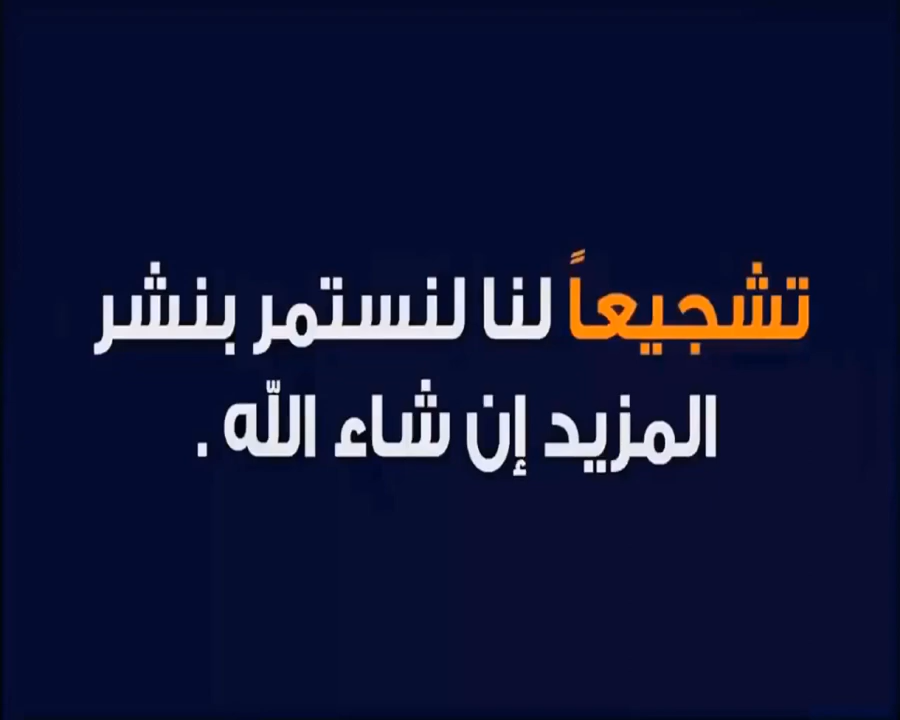 تشجيعاً لنا لنستمر بنشر
المزيد إن شاء اللّه .